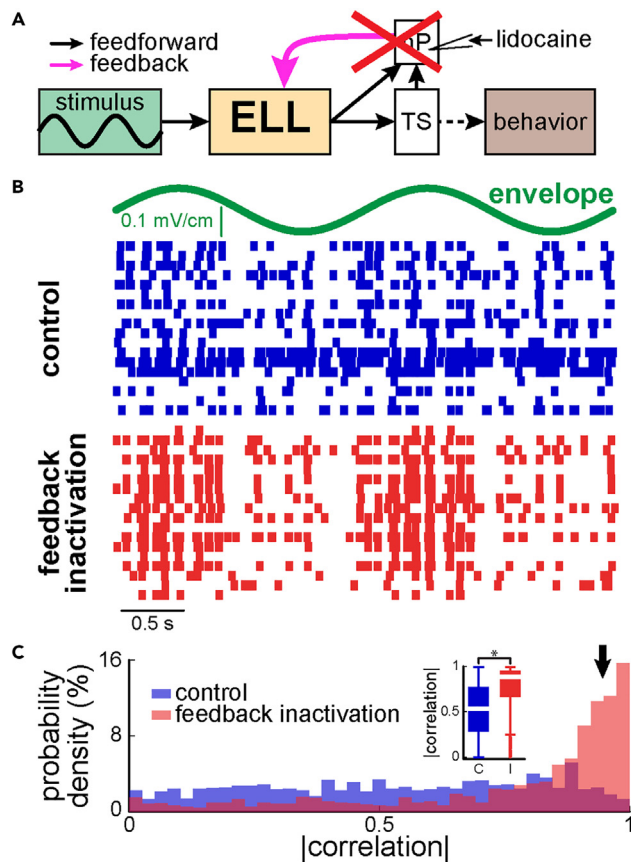 A
feedforward
feedback
lidocaine
stimulus
ELL
TS
behavior
B
envelope
0.1 mV/cm
control
feedback
inactivation
0.5 s
C
probability
density (%)
16
8
0
control
feedback inactivation
|correlation|
1
0.5
0
*
C
I
0
0.5
1
|correlation|